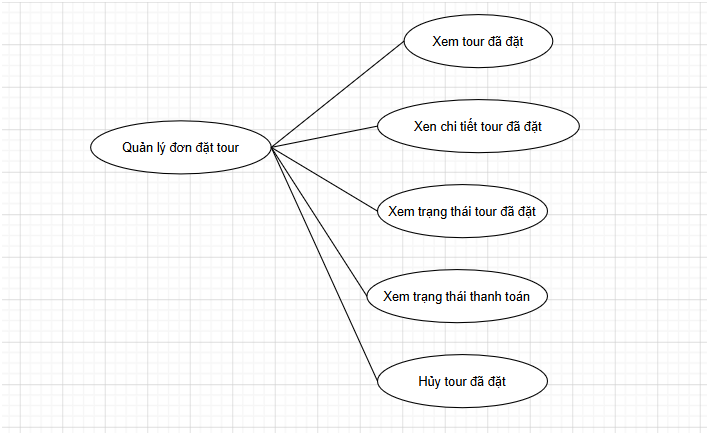 Xem tour đã đặt
Xen chi tiết tour đã đặt
Quản lý đơn đặt tour
Xem trạng thái tour đã đặt
Xem trạng thái thanh toán
Hủy tour đã đặt